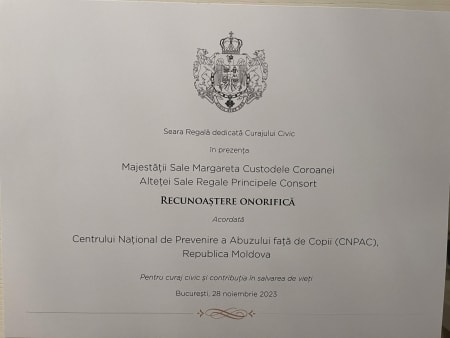 Seara Regală dedicată Curajului Civic
în prezența
Majestății Sale Margareta Custodele Coroanei
Alteței Sale Regale Principele Consort
RECUNOAȘTERE ONORIFICĂ
Acordată
Centrului Național de Prevenire a Abuzului față de Copii (CNPAC),
Republica Moldova
Pentru curaj civic și contribuția în salvarea de vieți
București, 28 noiembrie 2023